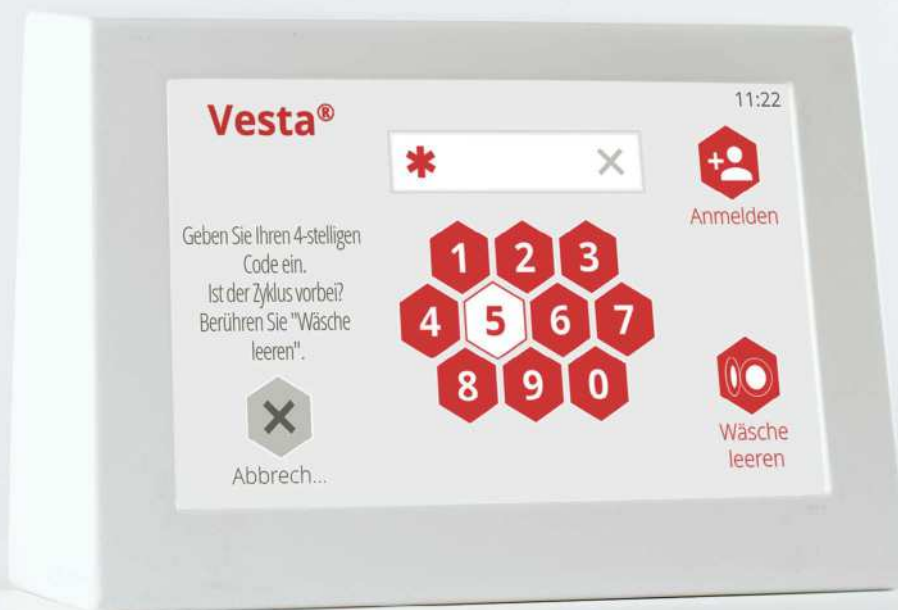 Vesta®
11:22
✱ ✕
Anmelden
Geben Sie Ihren 4-stelligen
Code ein.
Ist der Zyklus vorbei?
Berühren Sie "Wäsche
leeren".
1 2 3
4 5 6 7
8 9 0
Abbrech...
Wäsche
leeren